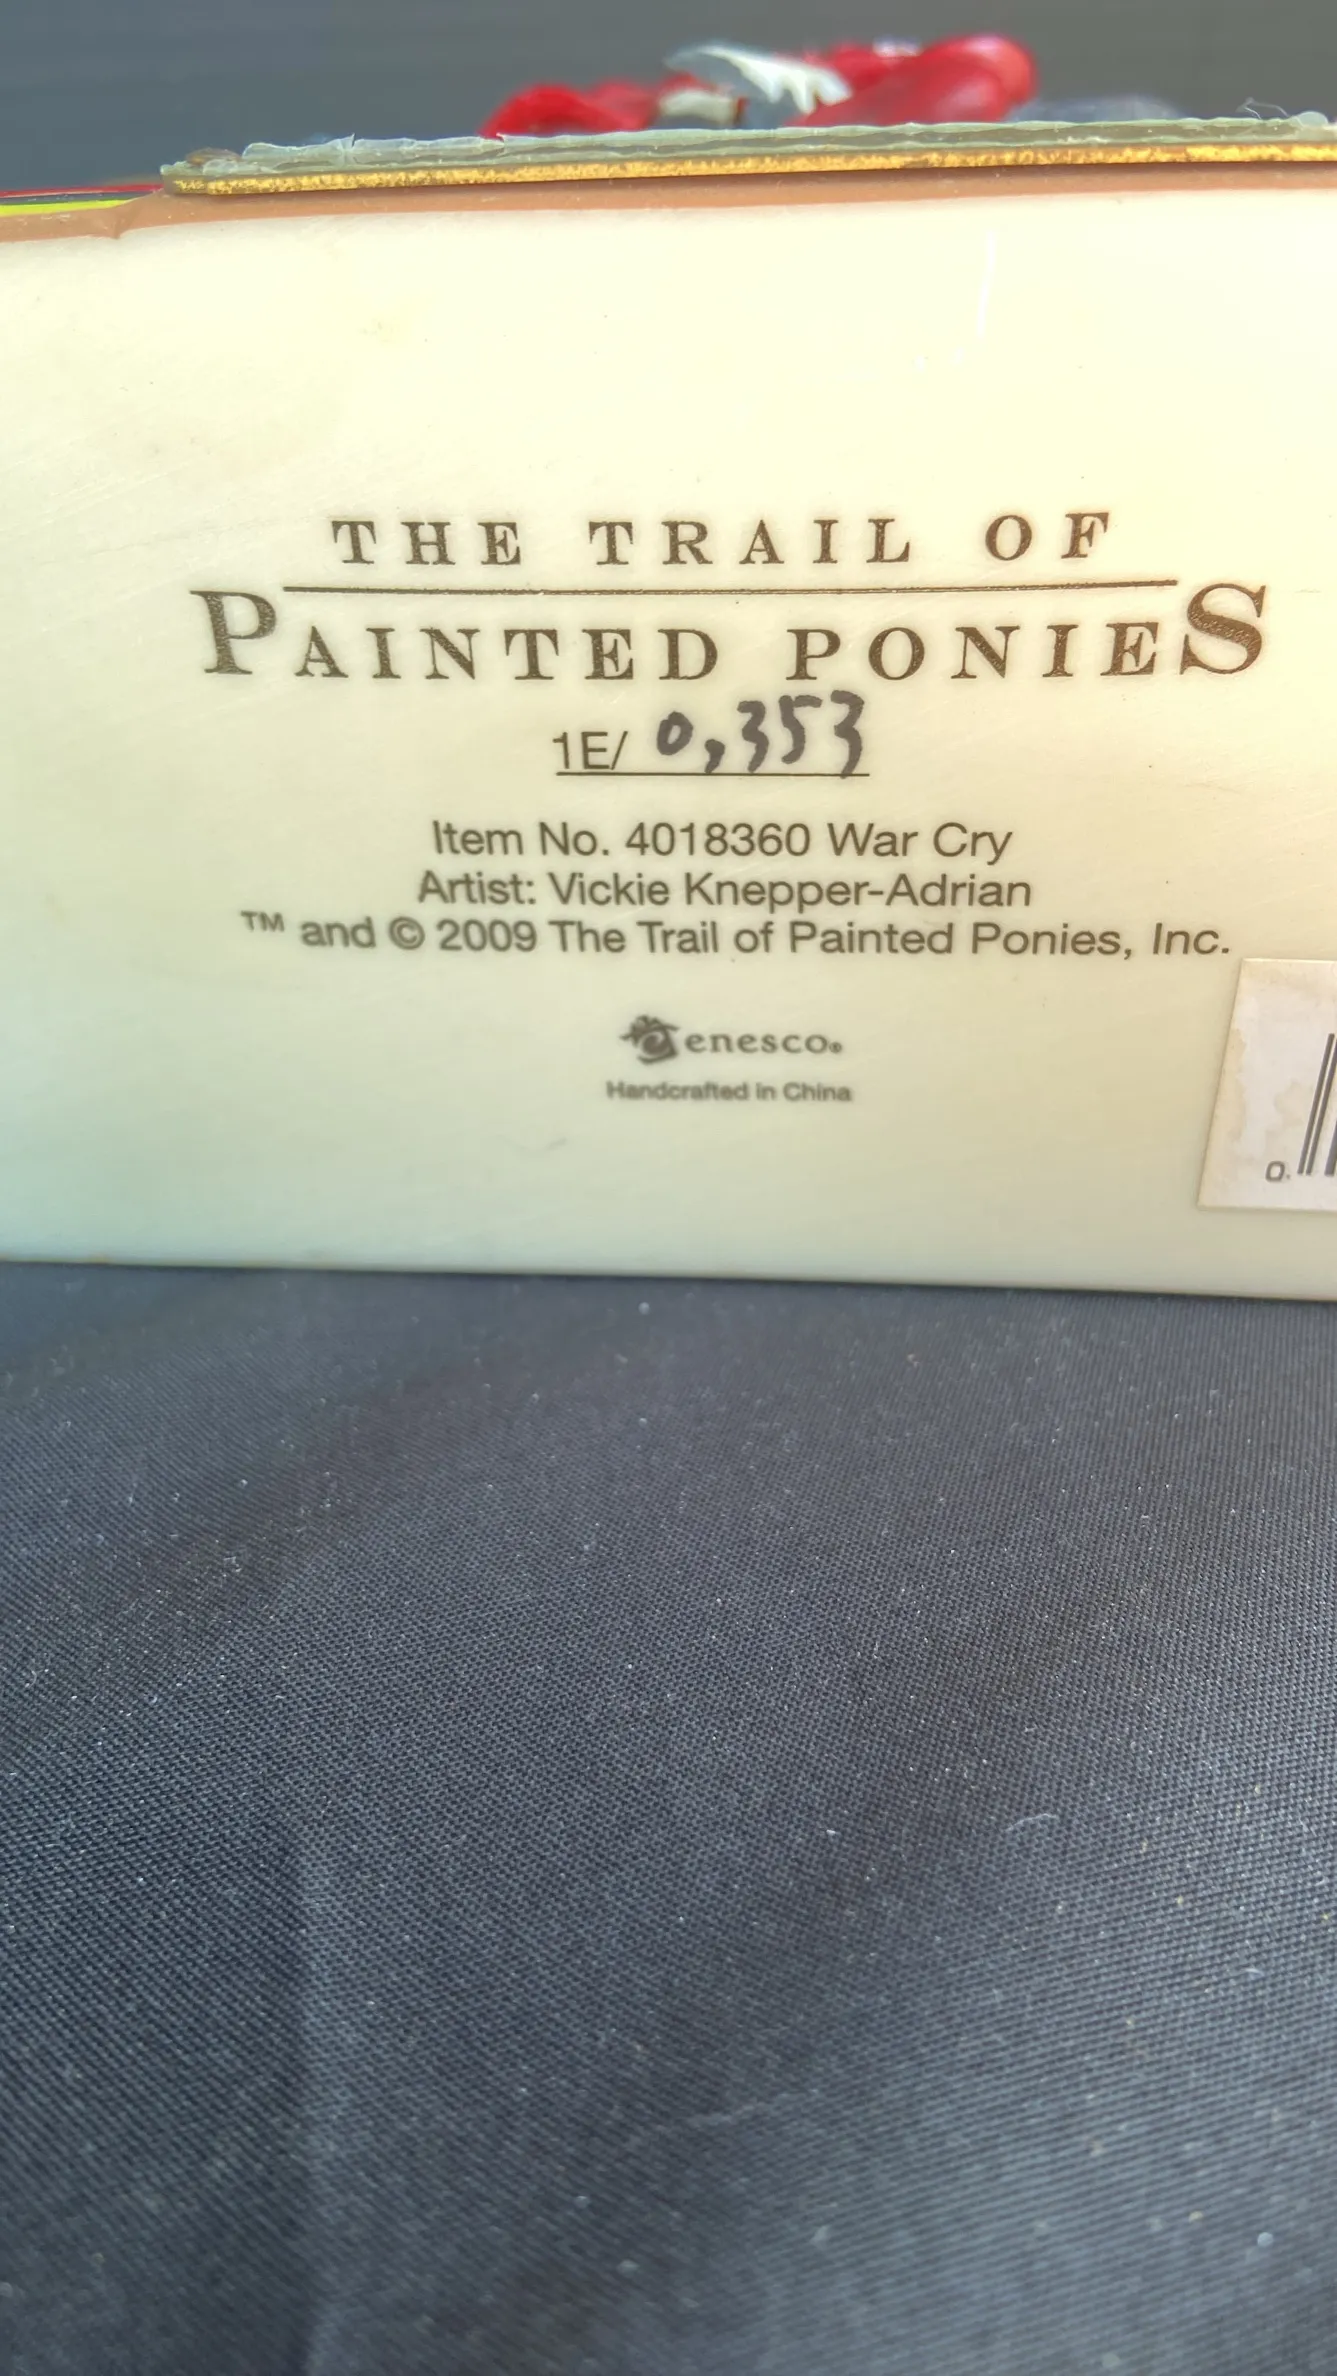 THE TRAIL OF
PAINTED PONIES
1E/ 0,353
Item No. 4018360 War Cry
Artist: Vickie Knepper-Adrian
™ and © 2009 The Trail of Painted Ponies, Inc.
enesco®
Handcrafted in China
0.